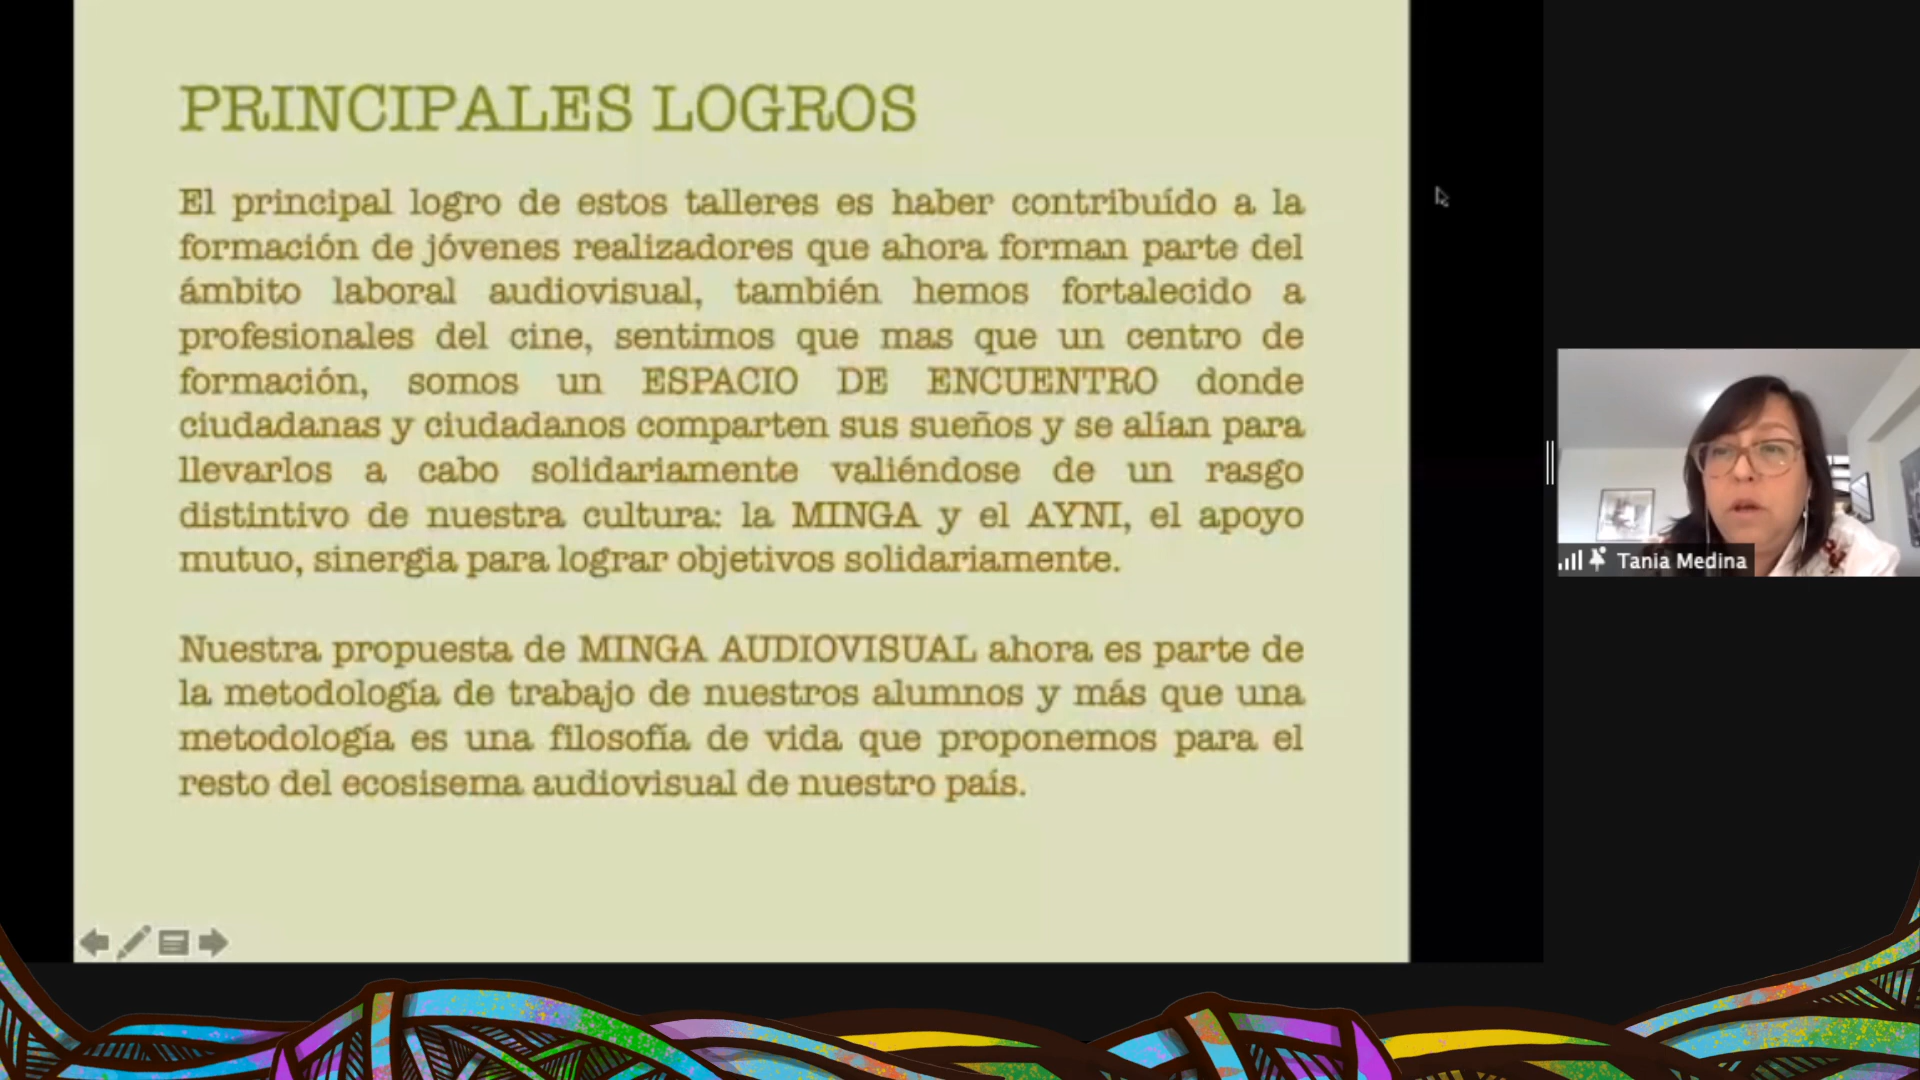 PRINCIPALES LOGROS
El principal logro de estos talleres es haber contribuído a la
formación de jóvenes realizadores que ahora forman parte del
ámbito laboral audiovisual, también hemos fortalecido a
profesionales del cine, sentimos que mas que un centro de
formación, somos un ESPACIO DE ENCUENTRO donde
ciudadanas y ciudadanos comparten sus sueños y se alían para
llevarlos a cabo solidariamente valiéndose de un rasgo
distintivo de nuestra cultura: la MINGA y el AYNI, el apoyo
mutuo, sinergia para lograr objetivos solidariamente.
Nuestra propuesta de MINGA AUDIOVISUAL ahora es parte de
la metodología de trabajo de nuestros alumnos y más que una
metodología es una filosofía de vida que proponemos para el
resto del ecosisema audiovisual de nuestro país.
Tania Medina